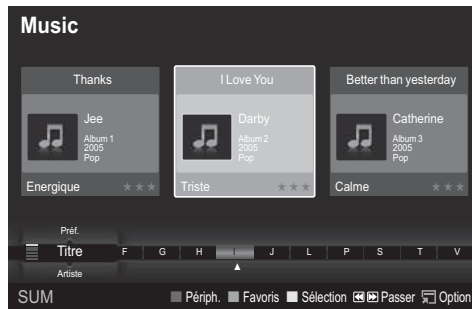 Music
Thanks
Jee
Album 1
2005
Pop
Energique
I Love You
Darby
Album 2
2005
Pop
Triste
Better than yesterday
Catherine
Album 3
2005
Pop
Calme
Préf.
Titre F G H I J L P S T V
Artiste
SUM Périph. Favoris Sélection Passer Option